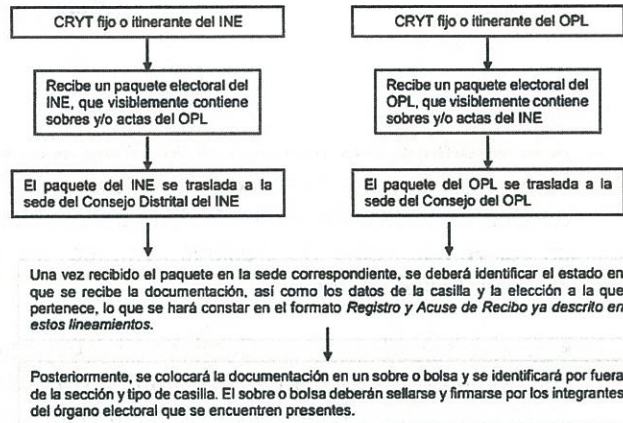 CRYT fijo o itinerante del INE
Recibe un paquete electoral del
INE, que visiblemente contiene
sobres y/o actas del OPL
El paquete del INE se traslada a la
sede del Consejo Distrital del INE
CRYT fijo o itinerante del OPL
Recibe un paquete electoral del
OPL, que visiblemente contiene
sobres y/o actas del INE
El paquete del OPL se traslada a la
sede del Consejo del OPL
Una vez recibido el paquete en la sede correspondiente, se deberá identificar el estado en
que se recibe la documentación, así como los datos de la casilla y la elección a la que
pertenece, lo que se hará constar en el formato Registro y Acuse de Recibo ya descrito en
estos lineamientos.
Posteriormente, se colocará la documentación en un sobre o bolsa y se identificará por fuera
de la sección y tipo de casilla. El sobre o bolsa deberán sellarse y firmarse por los integrantes
del órgano electoral que se encuentren presentes.